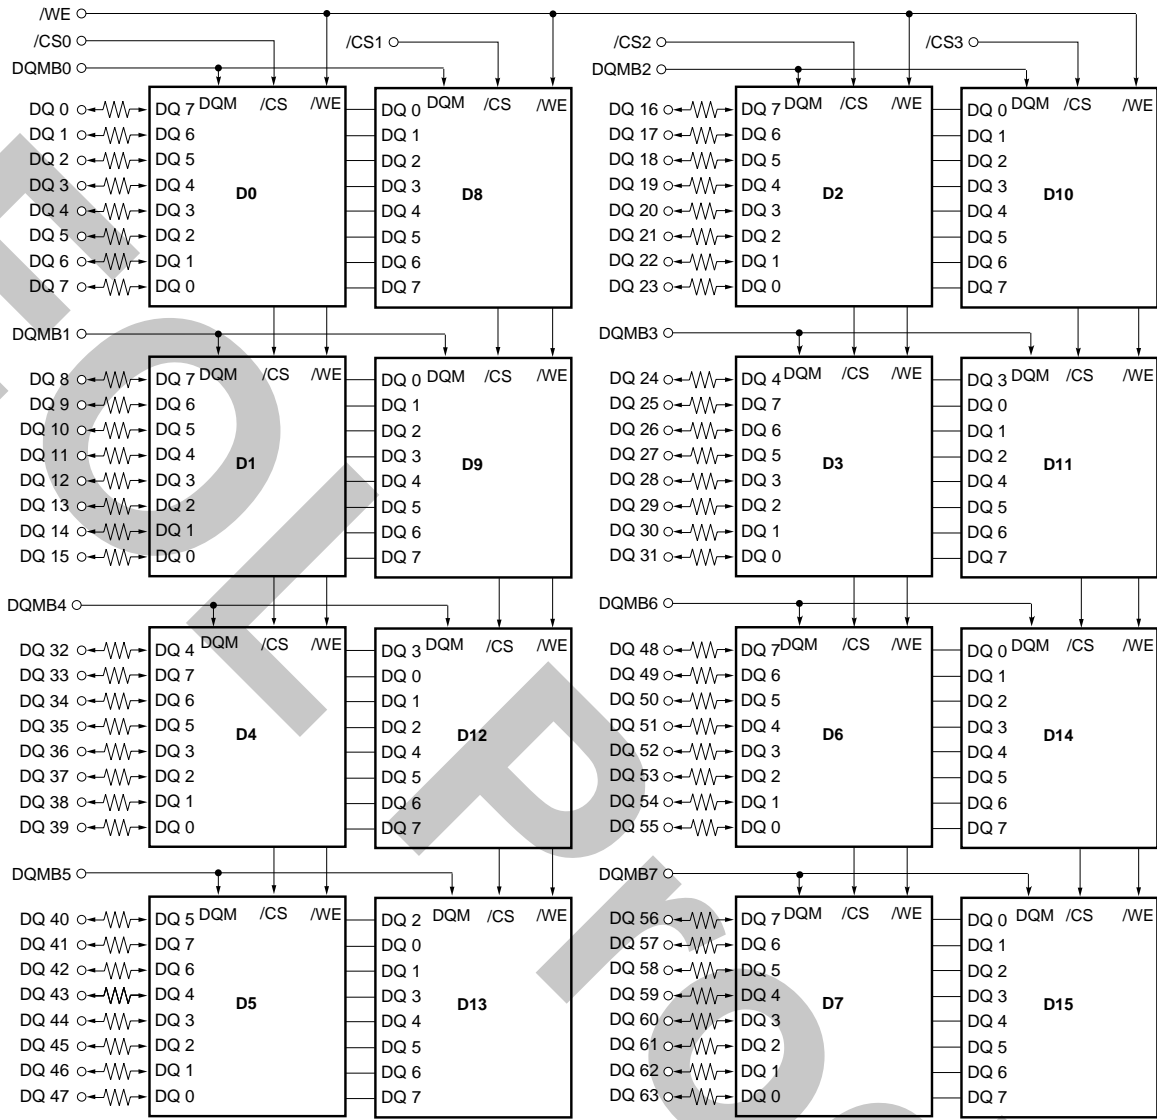 /WE
/CS0 /CS1 /CS2 /CS3
DQMB0 DQMB2
DQM /CS /WE DQM /CS /WE DQM /CS /WE DQM /CS /WE
DQ 0 DQ 7 DQ 0 DQ 16 DQ 7 DQ 0
DQ 1 DQ 6 DQ 1 DQ 17 DQ 6 DQ 1
DQ 2 DQ 5 DQ 2 DQ 18 DQ 5 DQ 2
DQ 3 DQ 4 DQ 3 DQ 19 DQ 4 DQ 3
D0 D8 D2 D10
DQ 4 DQ 3 DQ 4 DQ 20 DQ 3 DQ 4
DQ 5 DQ 2 DQ 5 DQ 21 DQ 2 DQ 5
DQ 6 DQ 1 DQ 6 DQ 22 DQ 1 DQ 6
DQ 7 DQ 0 DQ 7 DQ 23 DQ 0 DQ 7
DQMB1 DQMB3
DQM /CS /WE DQM /CS /WE DQM /CS /WE DQM /CS /WE
DQ 8 DQ 7 DQ 0 DQ 24 DQ 4 DQ 3
DQ 9 DQ 6 DQ 1 DQ 25 DQ 7 DQ 0
DQ 10 DQ 5 DQ 2 DQ 26 DQ 6 DQ 1
DQ 11 DQ 4 DQ 3 DQ 27 DQ 5 DQ 2
D1 D9 D3 D11
DQ 12 DQ 3 DQ 4 DQ 28 DQ 3 DQ 4
DQ 13 DQ 2 DQ 5 DQ 29 DQ 2 DQ 5
DQ 14 DQ 1 DQ 6 DQ 30 DQ 1 DQ 6
DQ 15 DQ 0 DQ 7 DQ 31 DQ 0 DQ 7
DQMB4 DQMB6
DQM /CS /WE DQM /CS /WE DQM /CS /WE DQM /CS /WE
DQ 32 DQ 4 DQ 3 DQ 48 DQ 7 DQ 0
DQ 33 DQ 7 DQ 0 DQ 49 DQ 6 DQ 1
DQ 34 DQ 6 DQ 1 DQ 50 DQ 5 DQ 2
DQ 35 DQ 5 DQ 2 DQ 51 DQ 4 DQ 3
D4 D12 D6 D14
DQ 36 DQ 3 DQ 4 DQ 52 DQ 3 DQ 4
DQ 37 DQ 2 DQ 5 DQ 53 DQ 2 DQ 5
DQ 38 DQ 1 DQ 6 DQ 54 DQ 1 DQ 6
DQ 39 DQ 0 DQ 7 DQ 55 DQ 0 DQ 7
DQMB5 DQMB7
DQM /CS /WE DQM /CS /WE DQM /CS /WE DQM /CS /WE
DQ 40 DQ 5 DQ 2 DQ 56 DQ 7 DQ 0
DQ 41 DQ 7 DQ 0 DQ 57 DQ 6 DQ 1
DQ 42 DQ 6 DQ 1 DQ 58 DQ 5 DQ 2
DQ 43 DQ 4 DQ 3 DQ 59 DQ 4 DQ 3
D5 D13 D7 D15
DQ 44 DQ 3 DQ 4 DQ 60 DQ 3 DQ 4
DQ 45 DQ 2 DQ 5 DQ 61 DQ 2 DQ 5
DQ 46 DQ 1 DQ 6 DQ 62 DQ 1 DQ 6
DQ 47 DQ 0 DQ 7 DQ 63 DQ 0 DQ 7